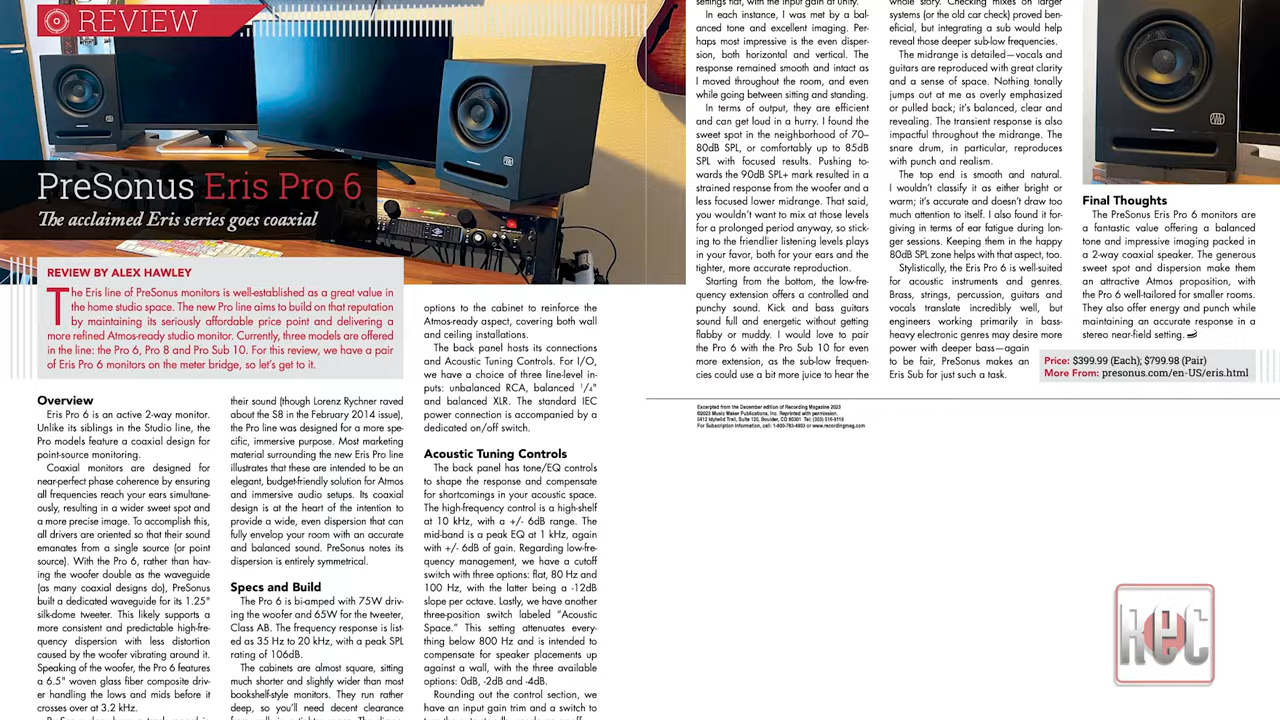 REVIEW
PreSonus Eris Pro 6
The acclaimed Eris series goes coaxial
REVIEW BY ALEX HAWLEY
The Eris line of PreSonus monitors is well-established as a great value in
the home studio space. The new Pro line aims to build on that reputation
by maintaining its seriously affordable price point and delivering a
more refined Atmos-ready studio monitor. Currently, three models are offered
in the line: the Pro 6, Pro 8 and Pro Sub 10. For this review, we have a pair
of Eris Pro 6 monitors on the meter bridge, so let's get to it.
Overview
Eris Pro 6 is an active 2-way monitor.
Unlike its siblings in the Studio line, the
Pro models feature a coaxial design for
point-source monitoring.
Coaxial monitors are designed for
near-perfect phase coherence by ensuring
all frequencies reach your ears simultane-
ously, resulting in a wider sweet spot and
a more precise image. To accomplish this,
all drivers are oriented so that their sound
emanates from a single source (or point
source). With the Pro 6, rather than hav-
ing the woofer double as the waveguide
(as many coaxial designs do), PreSonus
built a dedicated waveguide for its 1.25"
silk-dome tweeter. This likely supports a
more consistent and predictable high-fre-
quency dispersion with less distortion
caused by the woofer vibrating around it.
Speaking of the woofer, the Pro 6 features
a 6.5" woven glass fiber composite driv-
er handling the lows and mids before it
crosses over at 3.2 kHz.
their sound (though Lorenz Rychner raved
about the S8 in the February 2014 issue),
the Pro line was designed for a more spe-
cific, immersive purpose. Most marketing
material surrounding the new Eris Pro line
illustrates that these are intended to be an
elegant, budget-friendly solution for Atmos
and immersive audio setups. Its coaxial
design is at the heart of the intention to
provide a wide, even dispersion that can
fully envelop your room with an accurate
and balanced sound. PreSonus notes its
dispersion is entirely symmetrical.
Specs and Build
The Pro 6 is bi-amped with 75W driv-
ing the woofer and 65W for the tweeter,
Class AB. The frequency response is list-
ed as 35 Hz to 20 kHz, with a peak SPL
rating of 106dB.
The cabinets are almost square, sitting
much shorter and slightly wider than most
bookshelf-style monitors. They run rather
deep, so you'll need decent clearance
options to the cabinet to reinforce the
Atmos-ready aspect, covering both wall
and ceiling installations.
The back panel hosts its connections
and Acoustic Tuning Controls. For I/O,
we have a choice of three line-level in-
puts: unbalanced RCA, balanced 1/4"
and balanced XLR. The standard IEC
power connection is accompanied by a
dedicated on/off switch.
Acoustic Tuning Controls
The back panel has tone/EQ controls
to shape the response and compensate
for shortcomings in your acoustic space.
The high-frequency control is a high-shelf
at 10 kHz, with a +/- 6dB range. The
mid-band is a peak EQ at 1 kHz, again
with +/- 6dB of gain. Regarding low-fre-
quency management, we have a cutoff
switch with three options: flat, 80 Hz and
100 Hz, with the latter being a -12dB
slope per octave. Lastly, we have another
three-position switch labeled "Acoustic
Space." This setting attenuates every-
thing below 800 Hz and is intended to
compensate for speaker placements up
against a wall, with the three available
options: 0dB, -2dB and -4dB.
Rounding out the control section, we
have an input gain trim and a switch to
settings flat, with the input gain at unity.
In each instance, I was met by a bal-
anced tone and excellent imaging. Per-
haps most impressive is the even disper-
sion, both horizontal and vertical. The
response remained smooth and intact as
I moved throughout the room, and even
while going between sitting and standing.
In terms of output, they are efficient
and can get loud in a hurry. I found the
sweet spot in the neighborhood of 70–
80dB SPL, or comfortably up to 85dB
SPL with focused results. Pushing to-
wards the 90dB SPL+ mark resulted in a
strained response from the woofer and a
less focused lower midrange. That said,
you wouldn't want to mix at those levels
for a prolonged period anyway, so stick-
ing to the friendlier listening levels plays
in your favor, both for your ears and the
tighter, more accurate reproduction.
Starting from the bottom, the low-fre-
quency extension offers a controlled and
punchy sound. Kick and bass guitars
sound full and energetic without getting
flabby or muddy. I would love to pair
the Pro 6 with the Pro Sub 10 for even
more extension, as the sub-low frequen-
cies could use a bit more juice to hear the
whole story. Checking mixes on larger
systems (or the old car check) proved ben-
eficial, but integrating a sub would help
reveal those deeper sub-low frequencies.
The midrange is detailed—vocals and
guitars are reproduced with great clarity
and a sense of space. Nothing tonally
jumps out at me as overly emphasized
or pulled back; it's balanced, clear and
revealing. The transient response is also
impactful throughout the midrange. The
snare drum, in particular, reproduces
with punch and realism.
The top end is smooth and natural.
I wouldn't classify it as either bright or
warm; it's accurate and doesn't draw too
much attention to itself. I also found it for-
giving in terms of ear fatigue during lon-
ger sessions. Keeping them in the happy
80dB SPL zone helps with that aspect, too.
Stylistically, the Eris Pro 6 is well-suited
for acoustic instruments and genres.
Brass, strings, percussion, guitars and
vocals translate incredibly well, but
engineers working primarily in bass-
heavy electronic genres may desire more
power with deeper bass—again
to be fair, PreSonus makes an
Eris Sub for just such a task.
Final Thoughts
The PreSonus Eris Pro 6 monitors are
a fantastic value offering a balanced
tone and impressive imaging packed in
a 2-way coaxial speaker. The generous
sweet spot and dispersion make them
an attractive Atmos proposition, with
the Pro 6 well-tailored for smaller rooms.
They also offer energy and punch while
maintaining an accurate response in a
stereo near-field setting.
Price: $399.99 (Each); $799.98 (Pair)
More From: presonus.com/en-US/eris.html
Excerpted from the December edition of Recording Magazine 2023
©2023 Music Maker Publications, Inc. Reprinted with permission.
5412 Idylwild Trail, Suite 120, Boulder, CO 80301 Tel: (303) 516-9118
For Subscription Information, call: 1-800-783-4903 or www.recordingmag.com
REC